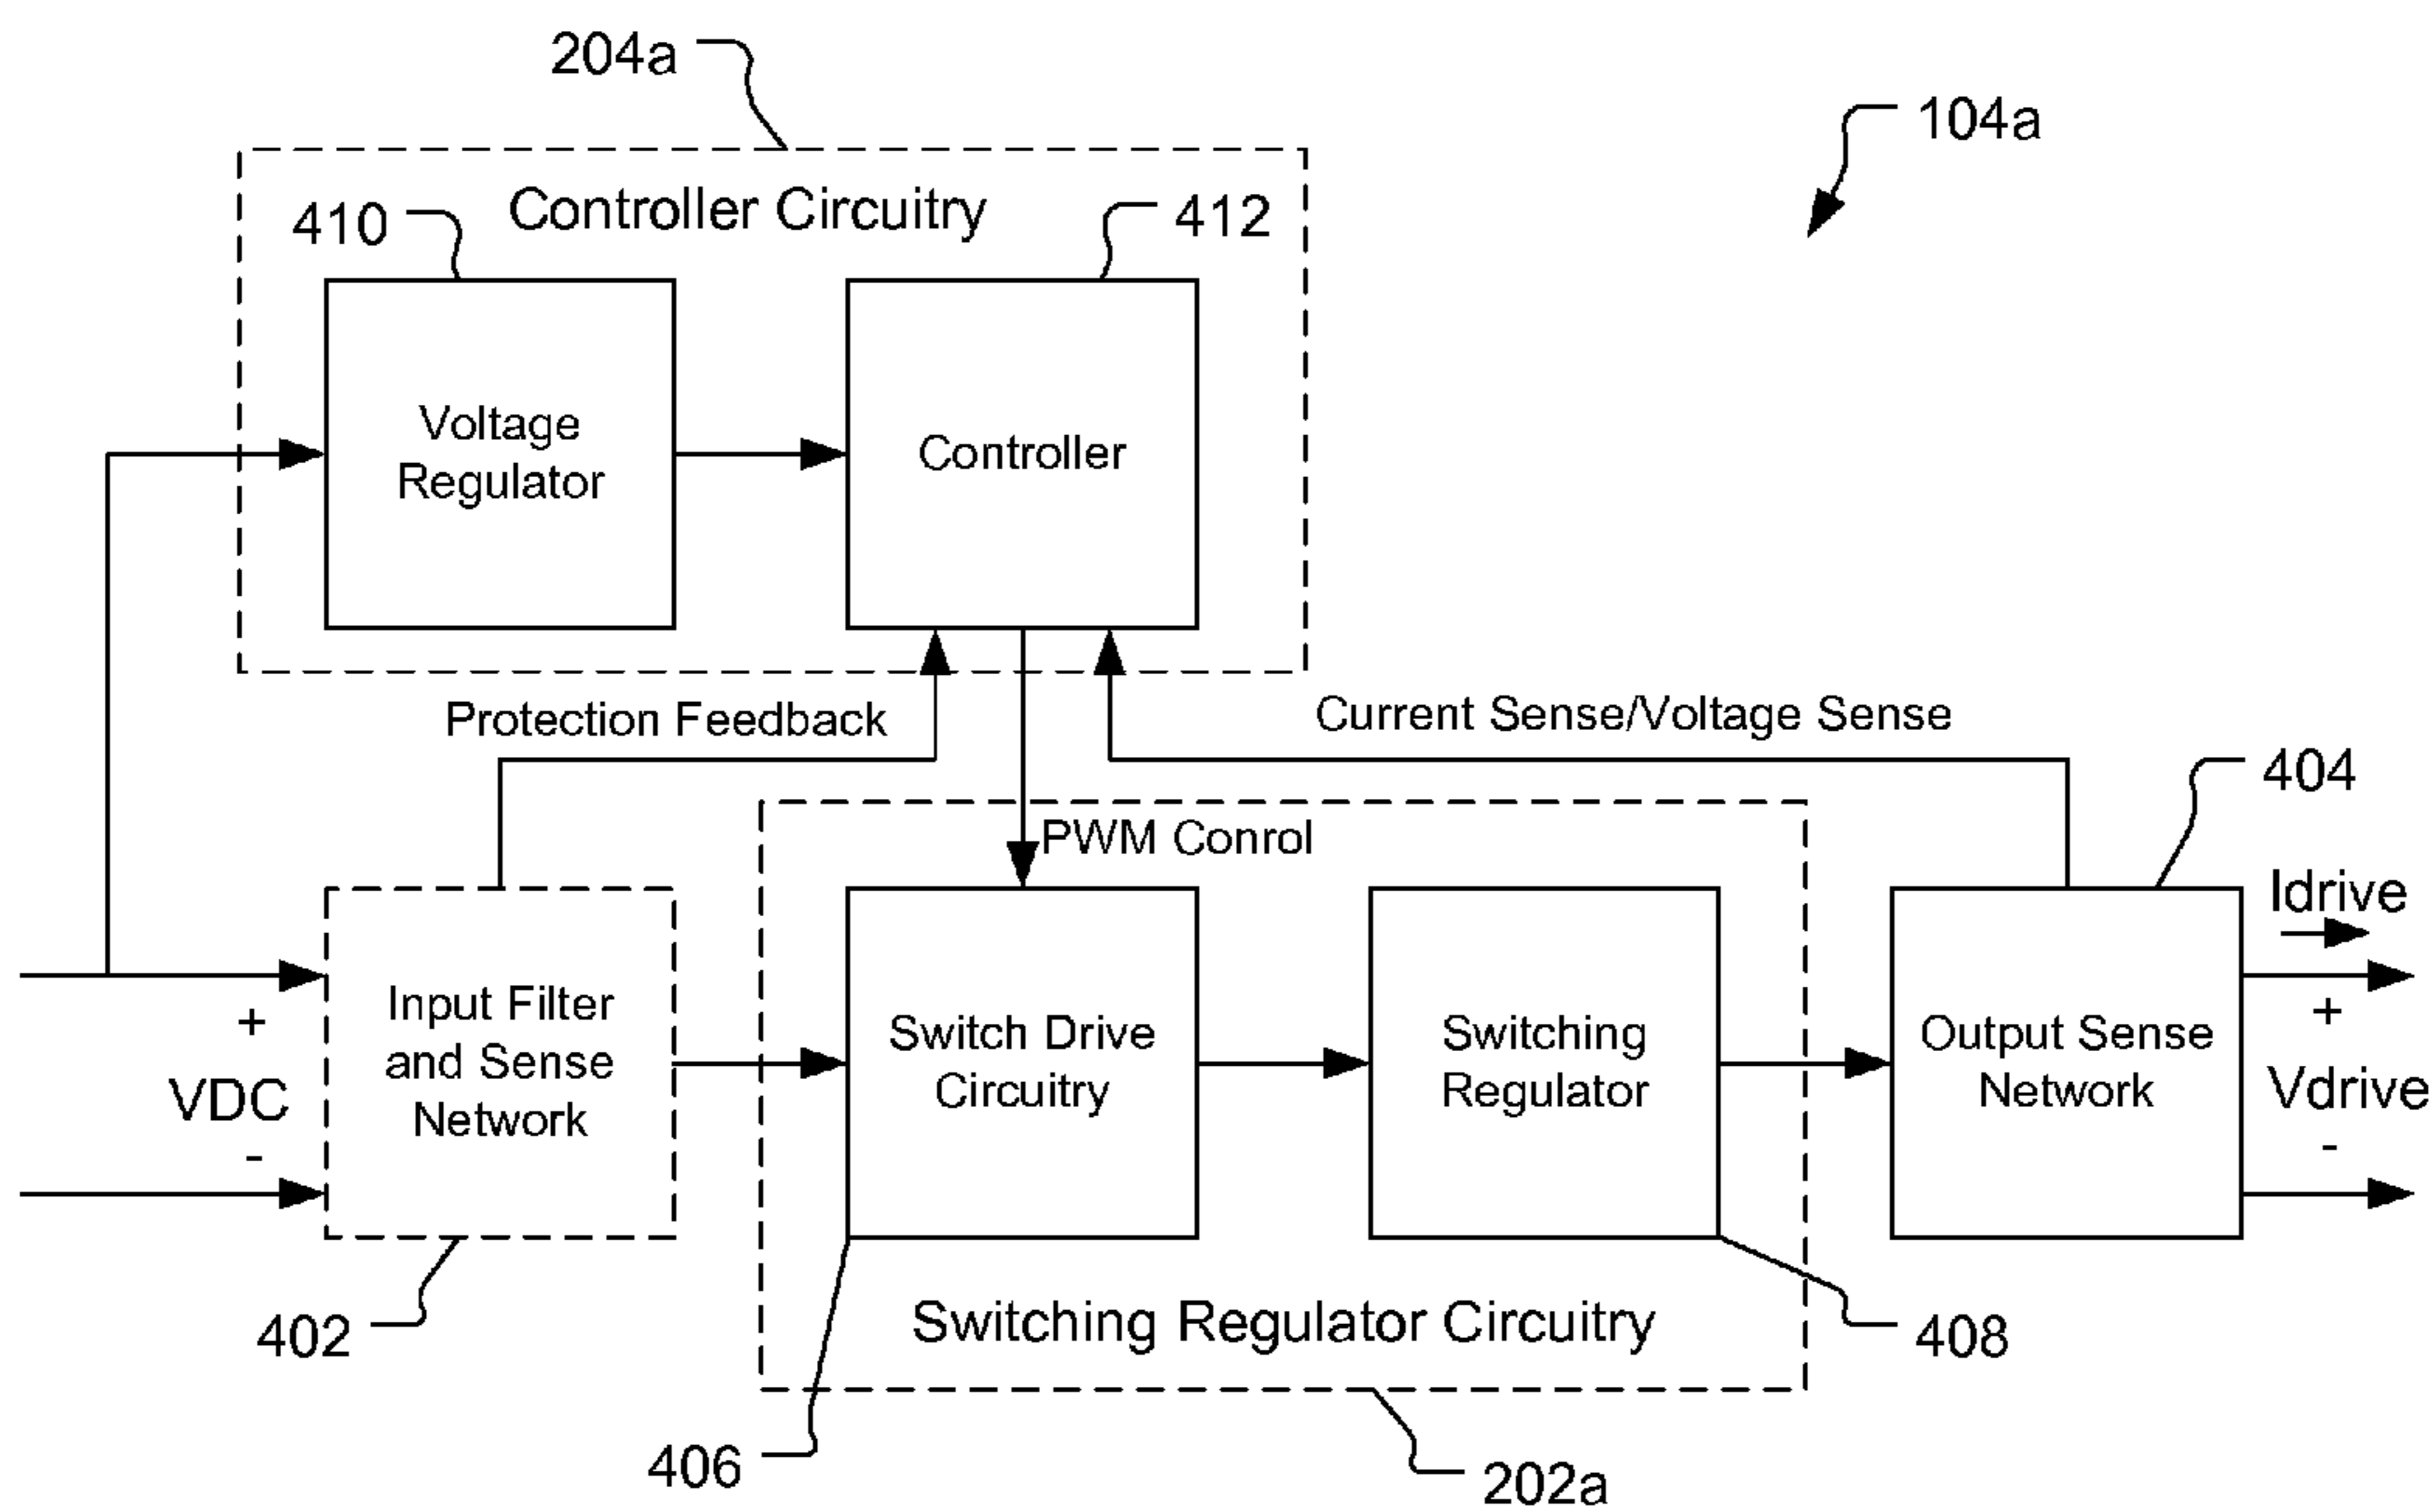 204a
104a
Controller Circuitry
410
412
Voltage
Regulator
Controller
Protection Feedback
Current Sense/Voltage Sense
404
PWM Conrol
Idrive
Input Filter
and Sense
Network
+
VDC
-
Switch Drive
Circuitry
Switching
Regulator
Output Sense
Network
+
Vdrive
-
402
Switching Regulator Circuitry
408
406
202a